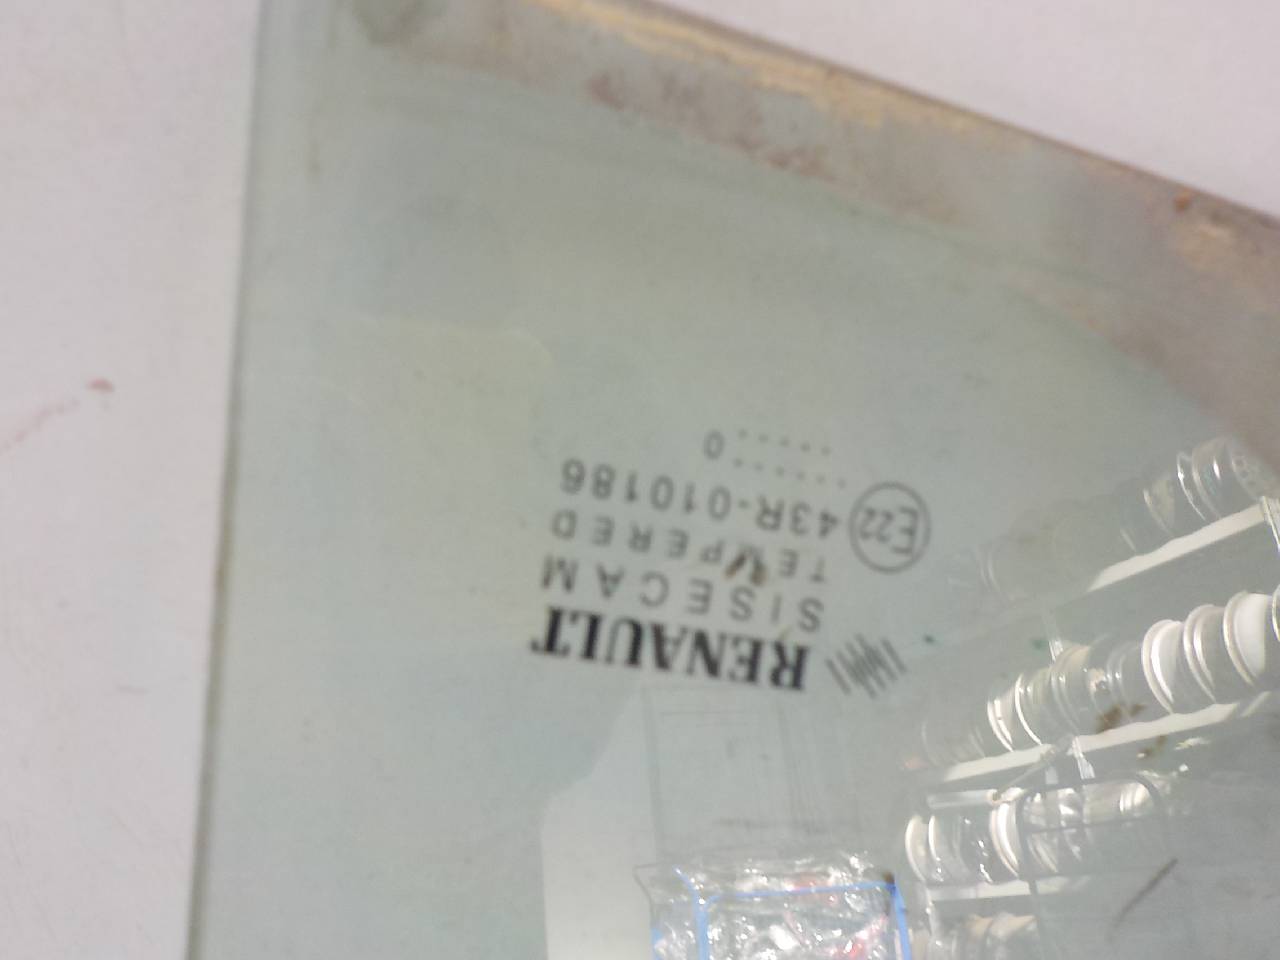 RENAULT
SISECAM
TEMPERED
E22 43R-010186
.......
.....0